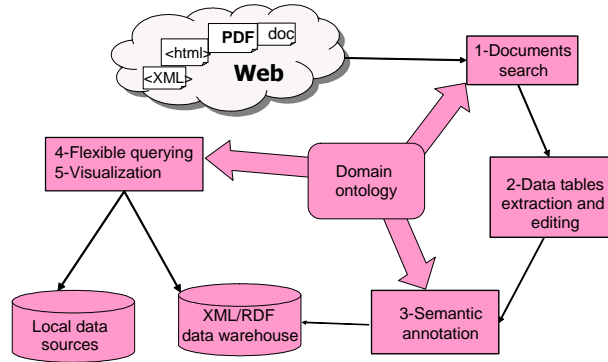 PDF
doc
<html>
<XML>
Web
1-Documents
search
4-Flexible querying
5-Visualization
Domain
ontology
2-Data tables
extraction and
editing
Local data
sources
XML/RDF
data warehouse
3-Semantic
annotation